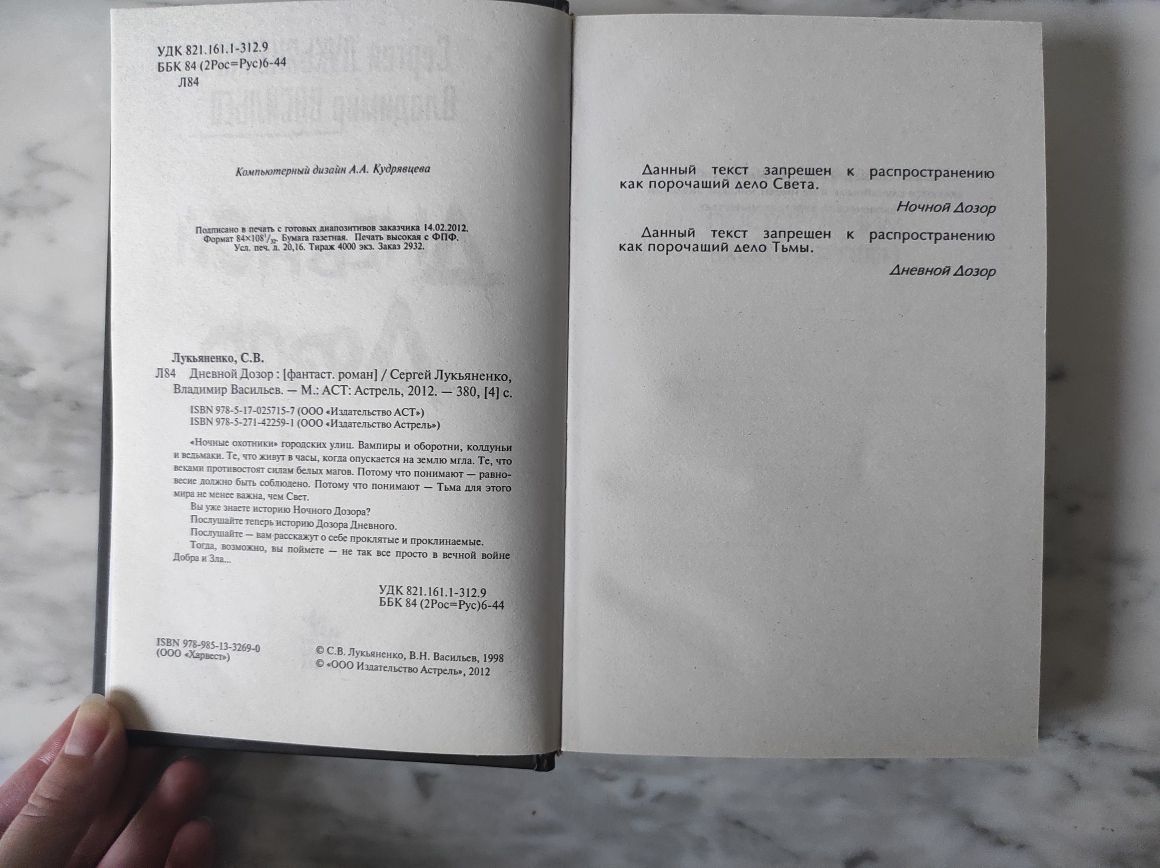 УДК 821.161.1-312.9
ББК 84 (2Рос=Рус)6-44
Л84
Компьютерный дизайн А.А. Кудрявцева
Подписано в печать с готовых диапозитивов заказчика 14.02.2012.
Формат 84×108¹/₃₂. Бумага газетная. Печать высокая с ФПФ.
Усл. печ. л. 20,16. Тираж 4000 экз. Заказ 2932.
Лукьяненко, С.В.
Л84 Дневной Дозор : [фантаст. роман] / Сергей Лукьяненко,
Владимир Васильев. — М.: АСТ: Астрель, 2012. — 380, [4] с.
ISBN 978-5-17-025715-7 (ООО «Издательство АСТ»)
ISBN 978-5-271-42259-1 (ООО «Издательство Астрель»)
«Ночные охотники» городских улиц. Вампиры и оборотни, колдуньи
и ведьмаки. Те, что живут в часы, когда опускается на землю мгла. Те, что
веками противостоят силам белых магов. Потому что понимают — равно-
весие должно быть соблюдено. Потому что понимают — Тьма для этого
мира не менее важна, чем Свет.
Вы уже знаете историю Ночного Дозора?
Послушайте теперь историю Дозора Дневного.
Послушайте — вам расскажут о себе проклятые и проклинаемые.
Тогда, возможно, вы поймете — не так все просто в вечной войне
Добра и Зла...
УДК 821.161.1-312.9
ББК 84 (2Рос=Рус)6-44
ISBN 978-985-13-3269-0
(ООО «Харвест»)
© С.В. Лукьяненко, В.Н. Васильев, 1998
© «ООО Издательство Астрель», 2012
Данный текст запрещен к распространению
как порочащий дело Света.
Ночной Дозор
Данный текст запрещен к распространению
как порочащий дело Тьмы.
Дневной Дозор